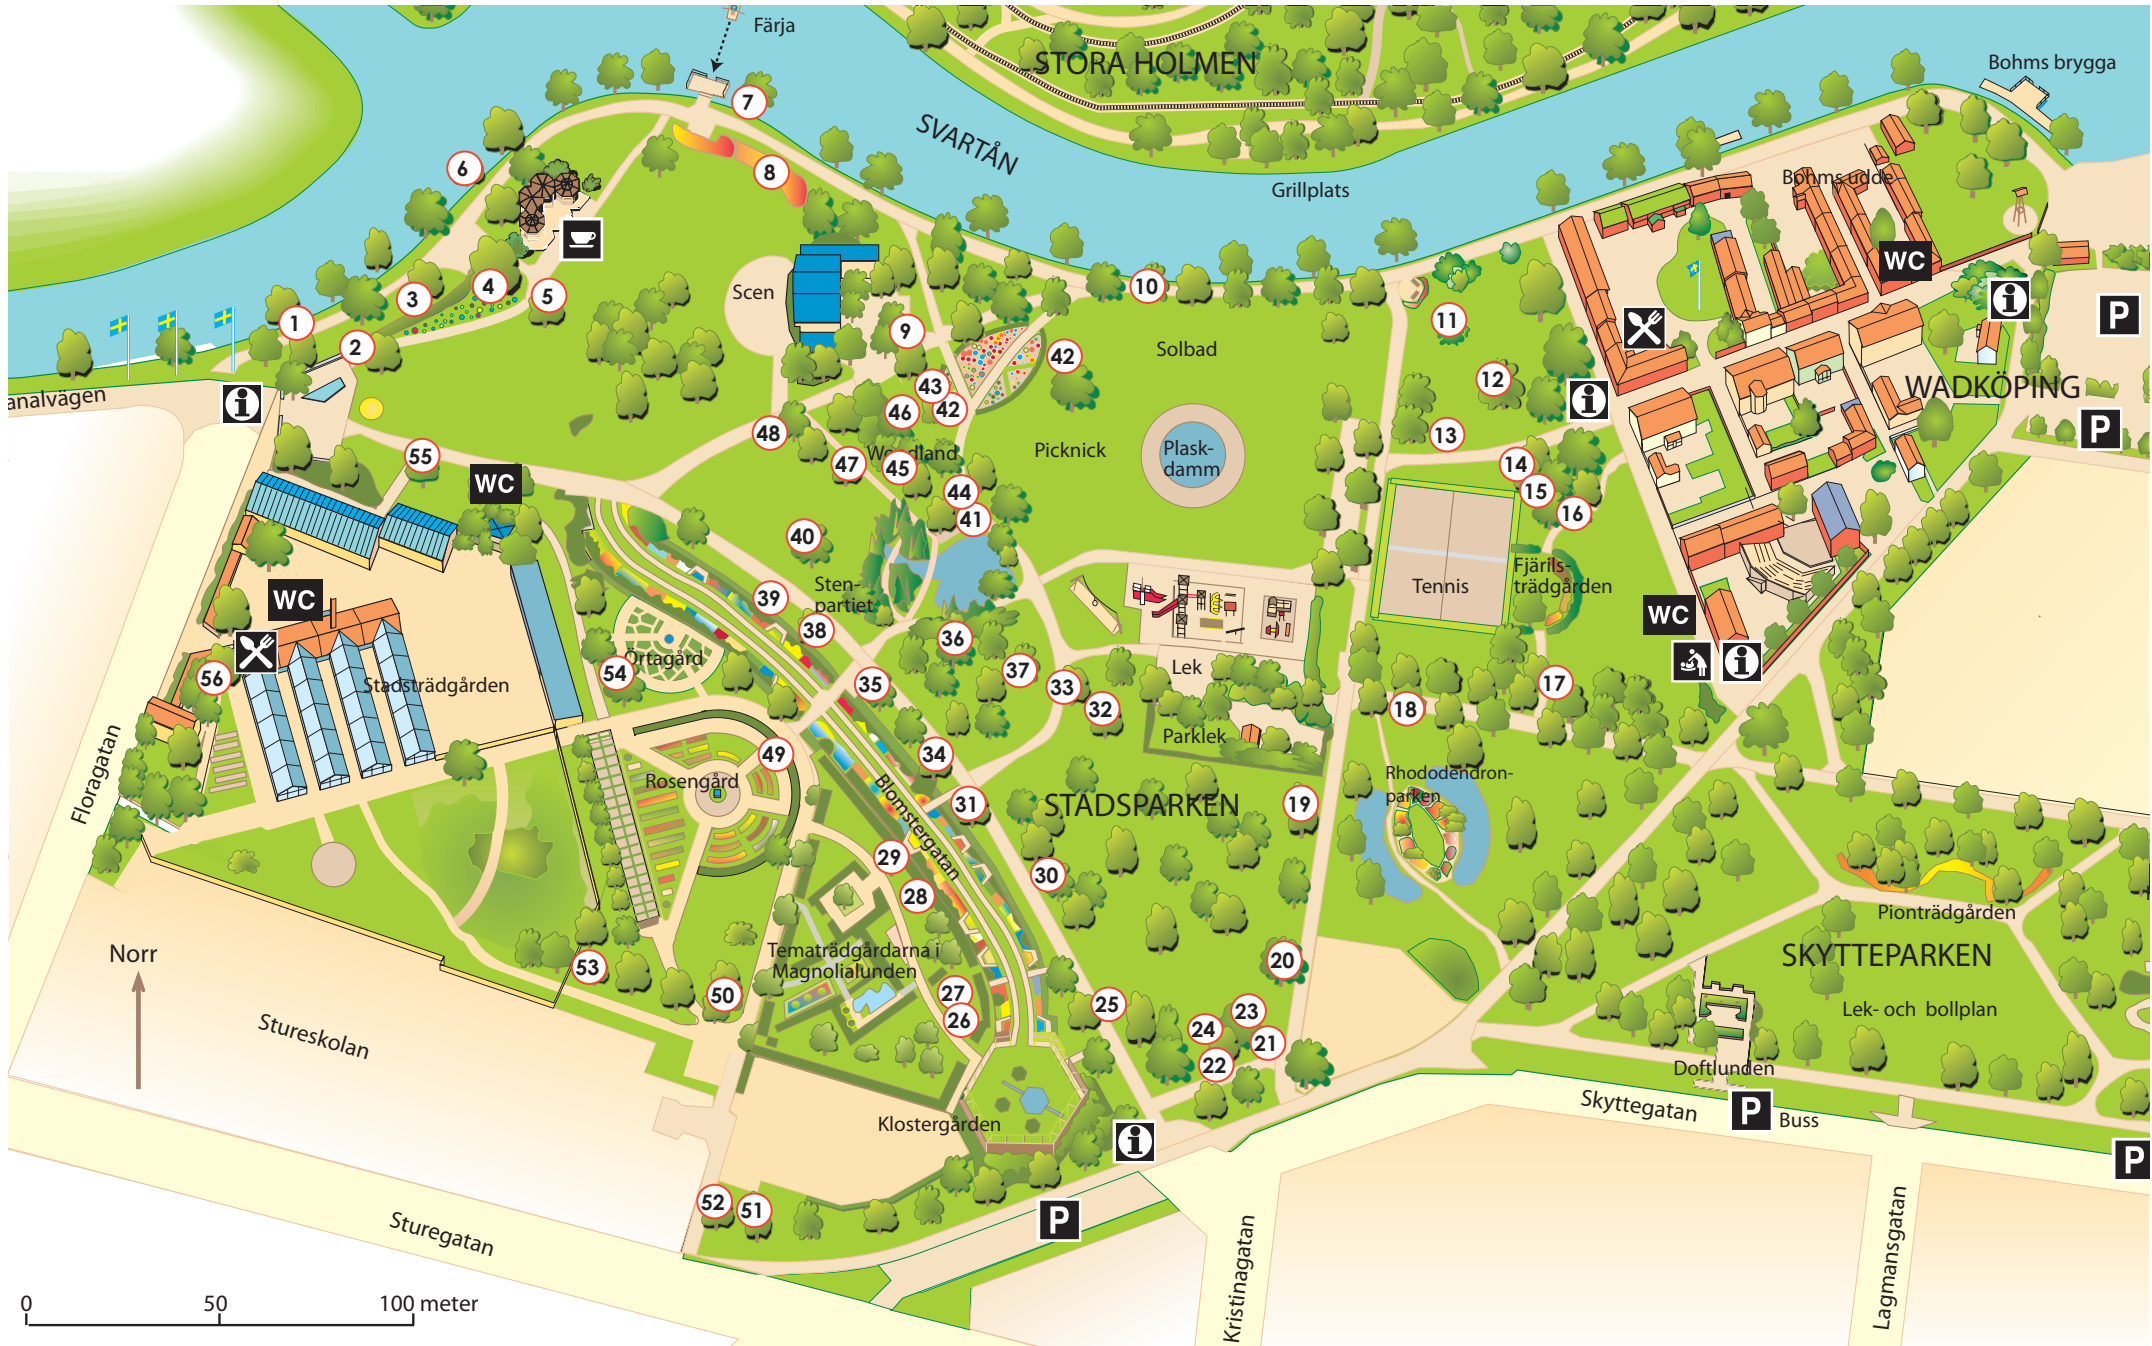 Färja
STORA HOLMEN
Bohms brygga
7
SVARTÅN
6
8
Bohms udde
Grillplats
WC
3
4
5
10
Scen
1
2
9
11
P
42
Solbad
12
WADKÖPING
analvägen
43
46
42
48
13
P
Picknick
Plask-
damm
Woodland
55
47
45
14
WC
44
15
41
16
40
Sten-
partiet
Tennis
Fjärils-
trädgården
39
WC
WC
38
36
Örtagård
54
37
Lek
56
Stadsträdgården
35
33
32
17
18
Parklek
49
34
Rosengård
Floragatan
Blomstergatan
31
STADSPARKEN
19
Rhododendron-
parken
29
30
28
Pionträdgården
Norr
Tematrädgårdarna i
Magnolialunden
SKYTTEPARKEN
53
50
20
27
25
23
Lek- och bollplan
26
24
21
22
Stureskolan
Doftlunden
Klostergården
Skyttegatan
P
Buss
P
52
51
P
Sturegatan
Kristinagatan
Lagmansgatan
0
50
100 meter